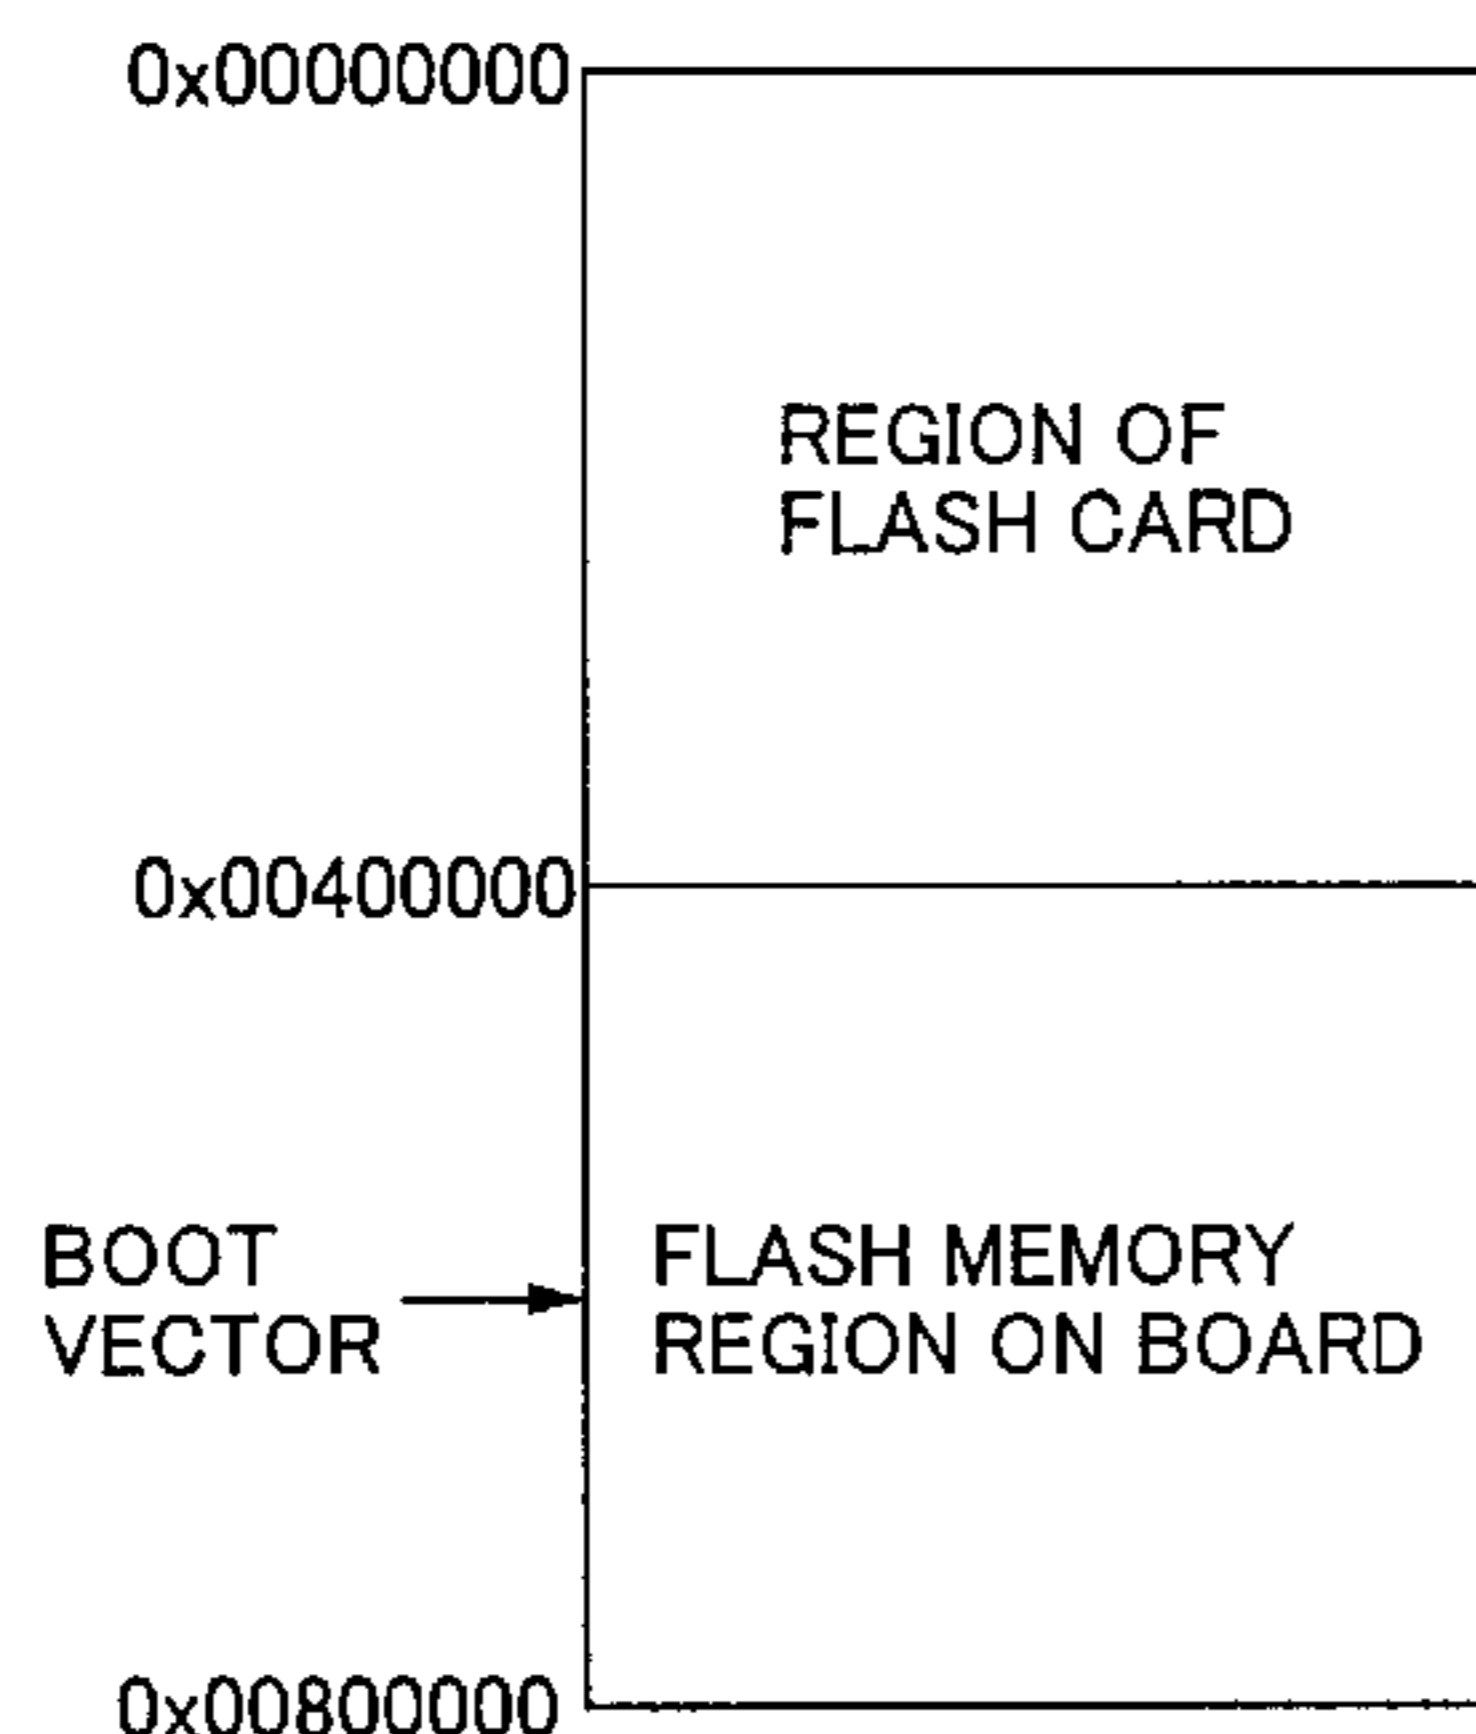 0x00000000
REGION OF
FLASH CARD
0x00400000
BOOT
VECTOR
FLASH MEMORY
REGION ON BOARD
0x00800000